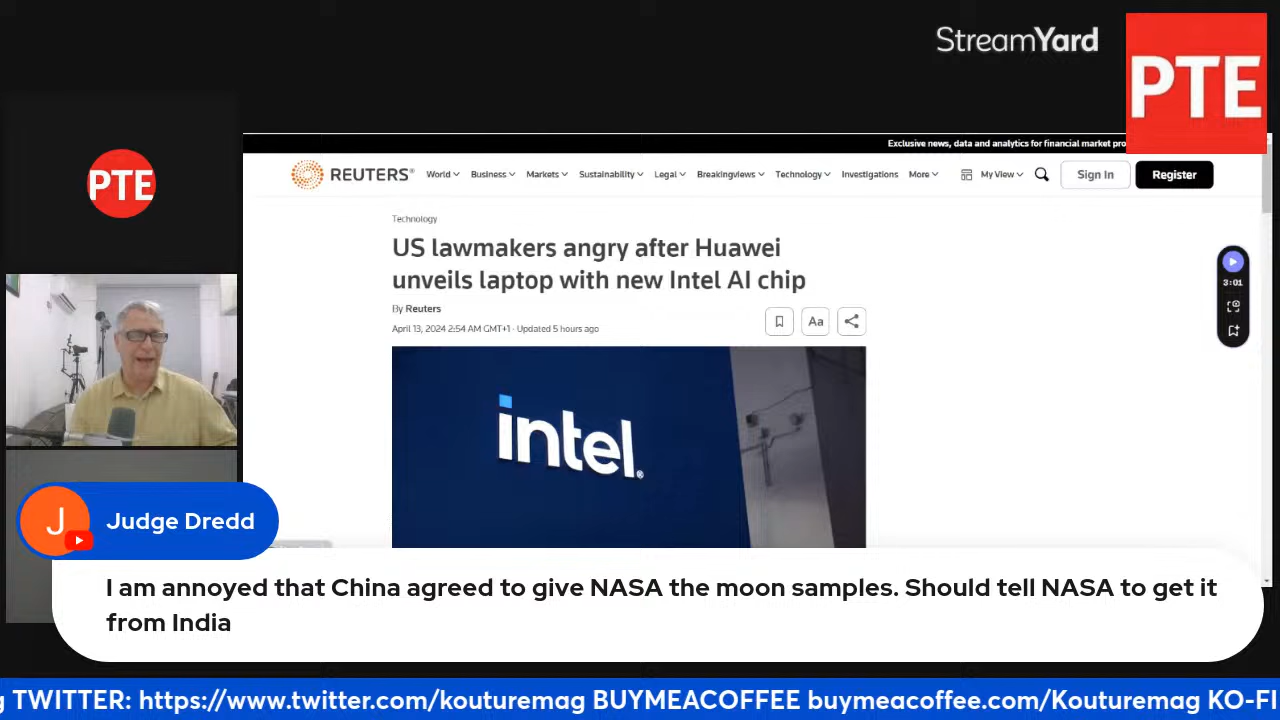 StreamYard
PTE
PTE
Exclusive news, data and analytics for financial market pro
REUTERS®
World Business Markets Sustainability Legal Breakingviews Technology Investigations More My View Sign In Register
Technology
US lawmakers angry after Huawei
unveils laptop with new Intel AI chip
By Reuters
April 13, 2024 2:54 AM GMT+1 · Updated 5 hours ago
Aa
3:01
intel®
J Judge Dredd
I am annoyed that China agreed to give NASA the moon samples. Should tell NASA to get it
from India
g TWITTER: https://www.twitter.com/kouturemag BUYMEACOFFEE buymeacoffee.com/Kouturemag KO-FI